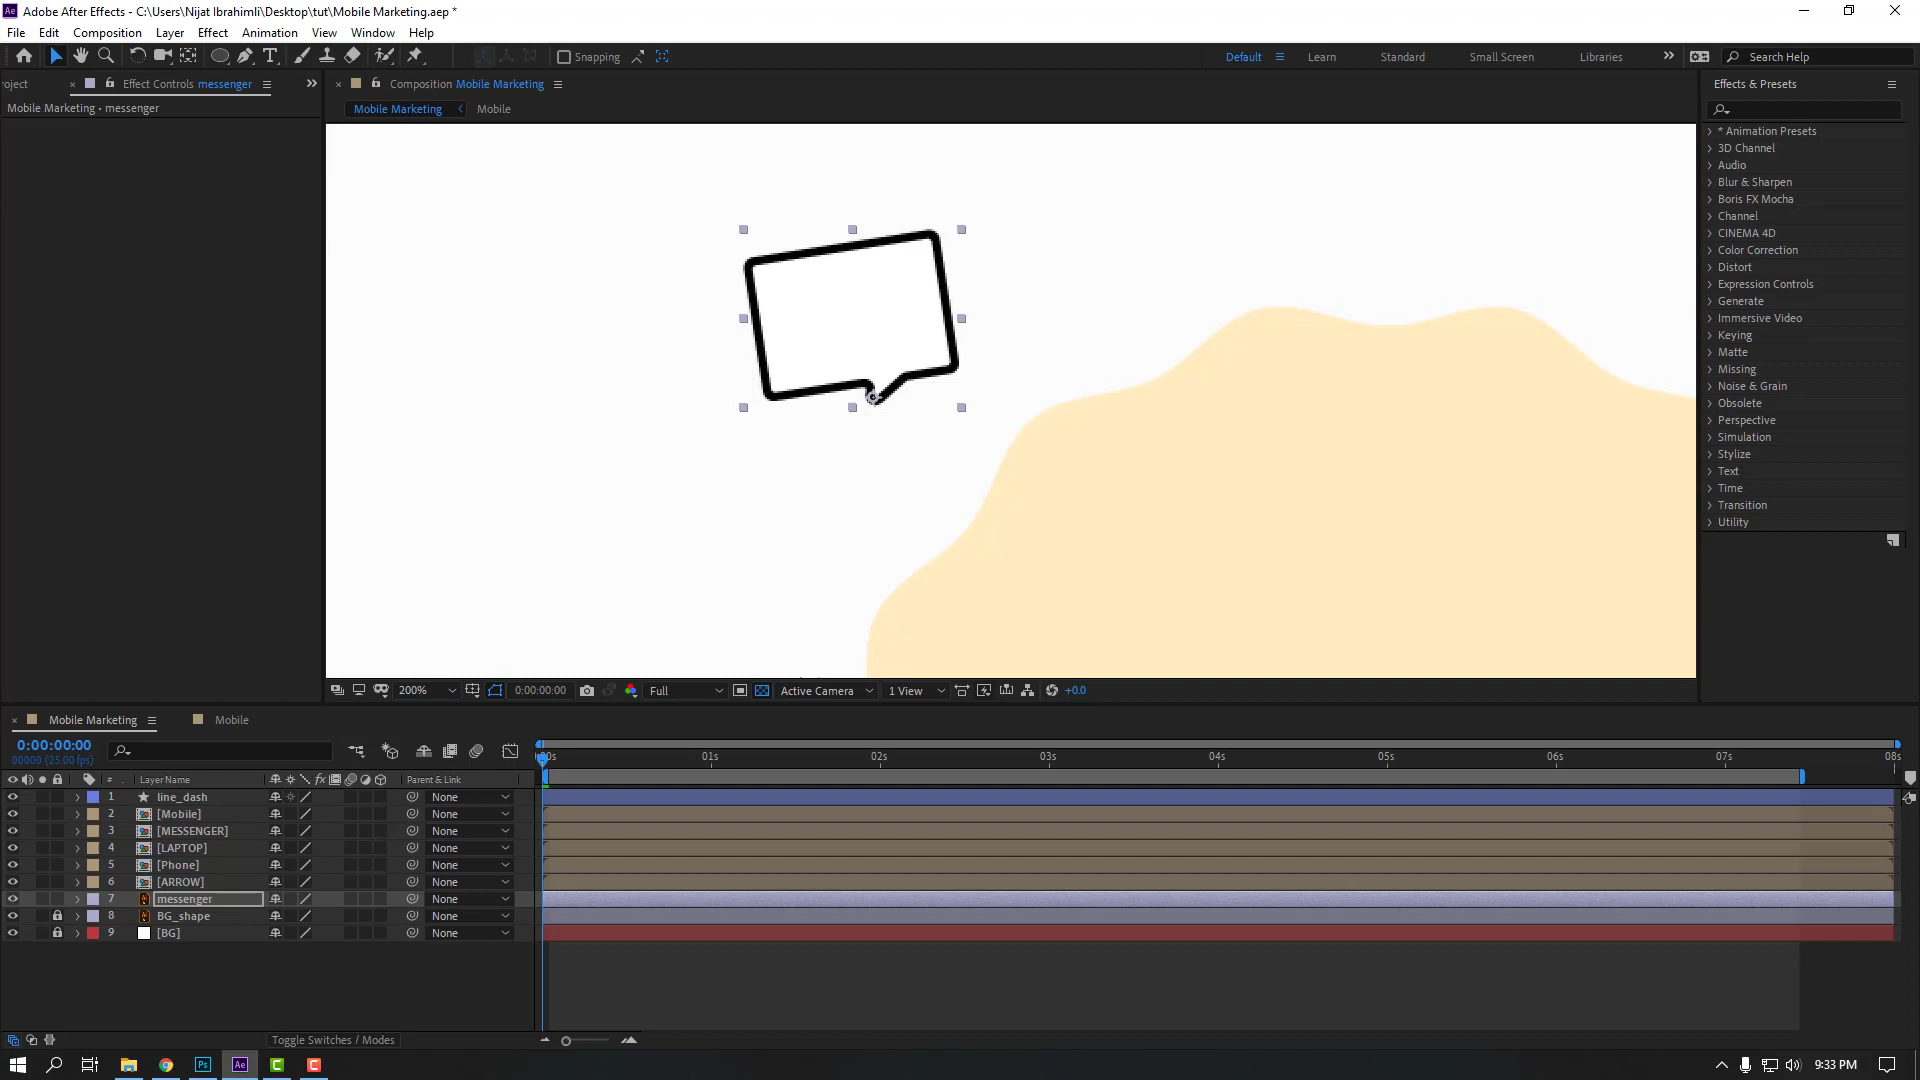 Adobe After Effects - C:\Users\Nijat Ibrahimli\Desktop\tut\Mobile Marketing.aep *
File Edit Composition Layer Effect Animation View Window Help
Snapping
Default Learn Standard Small Screen Libraries Search Help
roject Effect Controls messenger
Mobile Marketing • messenger
Composition Mobile Marketing
Mobile Marketing Mobile
Effects & Presets
* Animation Presets
3D Channel
Audio
Blur & Sharpen
Boris FX Mocha
Channel
CINEMA 4D
Color Correction
Distort
Expression Controls
Generate
Immersive Video
Keying
Matte
Missing
Noise & Grain
Obsolete
Perspective
Simulation
Stylize
Text
Time
Transition
Utility
200% 0:00:00:00 Full Active Camera 1 View +0.0
Mobile Marketing Mobile
0:00:00:00
00000 (25.00 fps)
00s 01s 02s 03s 04s 05s 06s 07s 08s
# Layer Name Parent & Link
1 line_dash None
2 [Mobile] None
3 [MESSENGER] None
4 [LAPTOP] None
5 [Phone] None
6 [ARROW] None
7 messenger None
8 BG_shape None
9 [BG] None
Toggle Switches / Modes
9:33 PM